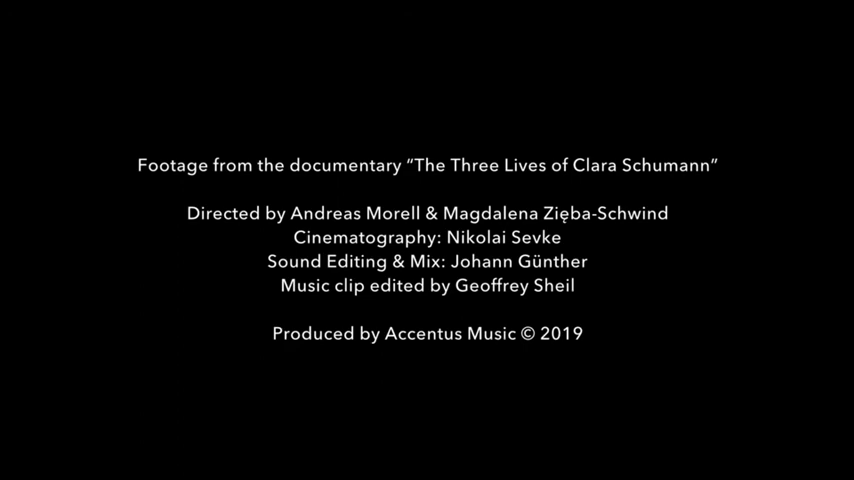 Footage from the documentary “The Three Lives of Clara Schumann”
Directed by Andreas Morell & Magdalena Zięba-Schwind
Cinematography: Nikolai Sevke
Sound Editing & Mix: Johann Günther
Music clip edited by Geoffrey Sheil
Produced by Accentus Music © 2019